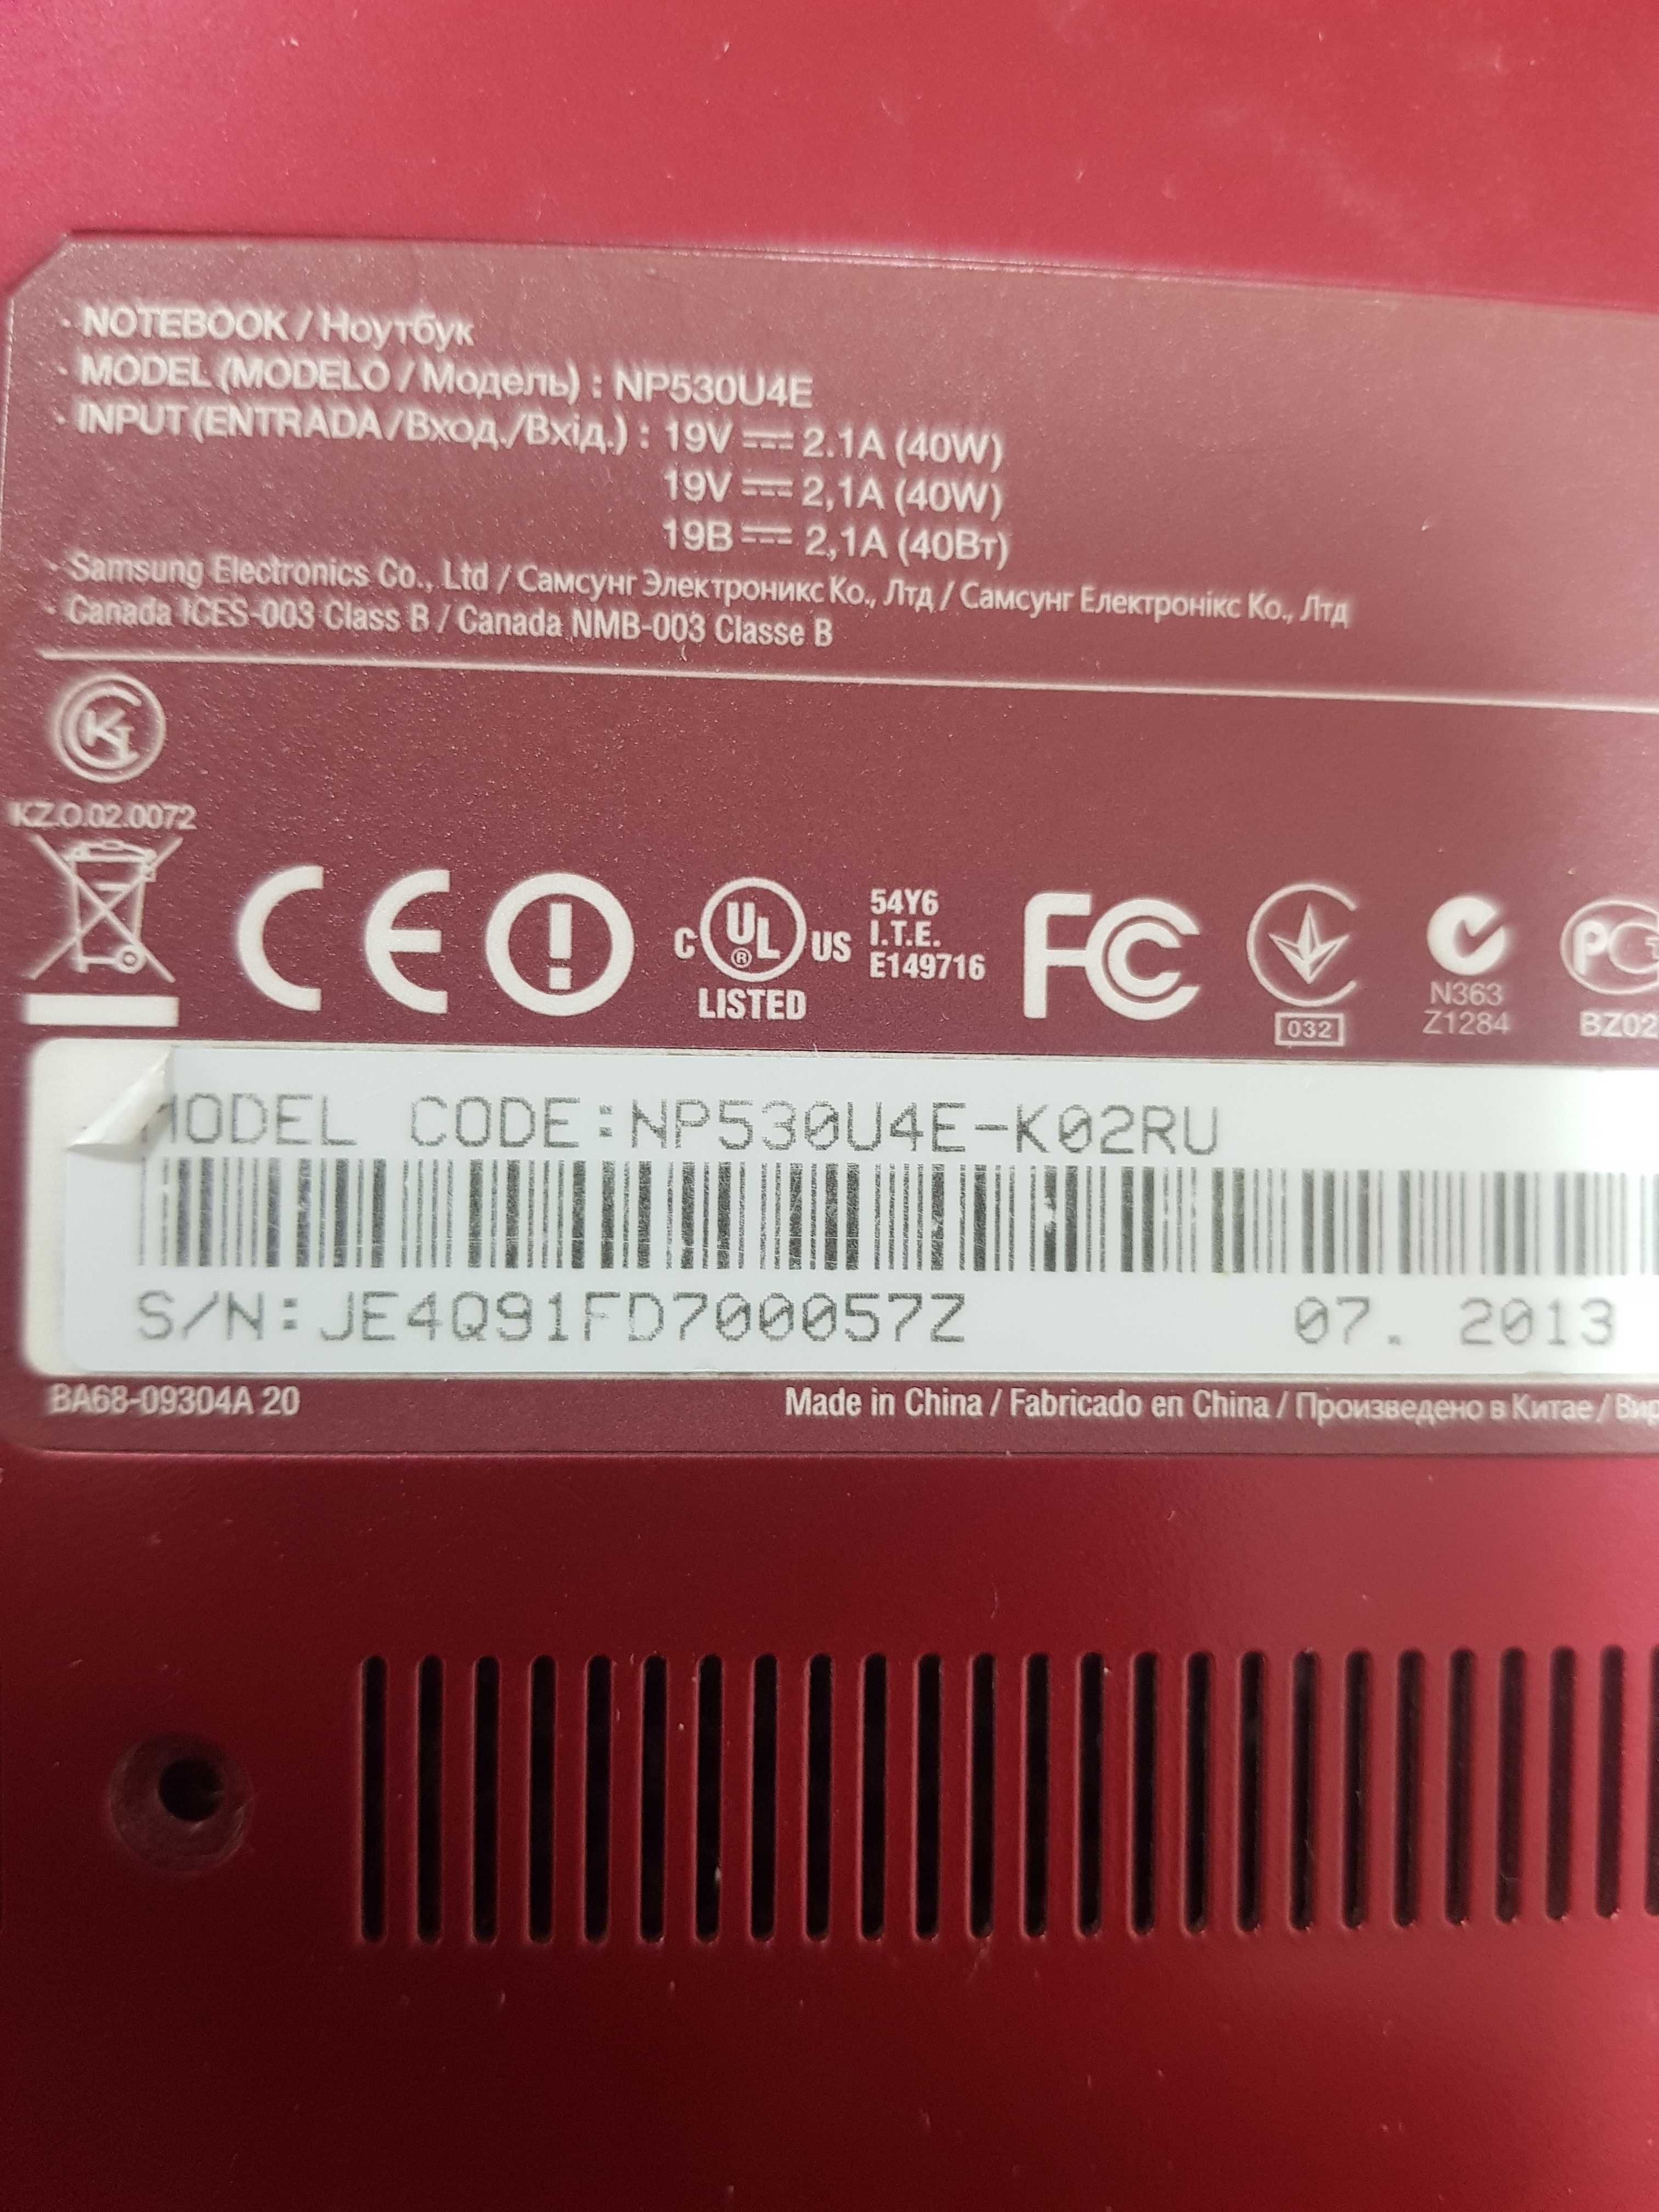 · NOTEBOOK / Ноутбук
· MODEL (MODELO / Модель) : NP530U4E
· INPUT (ENTRADA / Вход./Вхід.) : 19V ⎓ 2.1A (40W)
19V ⎓ 2,1A (40W)
19В ⎓ 2,1А (40Вт)
· Samsung Electronics Co., Ltd / Самсунг Электроникс Ко., Лтд / Самсунг Електронікс Ко., Лтд
· Canada ICES-003 Class B / Canada NMB-003 Classe B
KZ.O.02.0072
CE
C UL ® US
LISTED
54Y6
I.T.E.
E149716
FC
032
N363
Z1284
BZ02
MODEL CODE:NP530U4E-K02RU
S/N:JE4Q91FD700057Z 07. 2013
BA68-09304A 20
Made in China / Fabricado en China / Произведено в Китае /